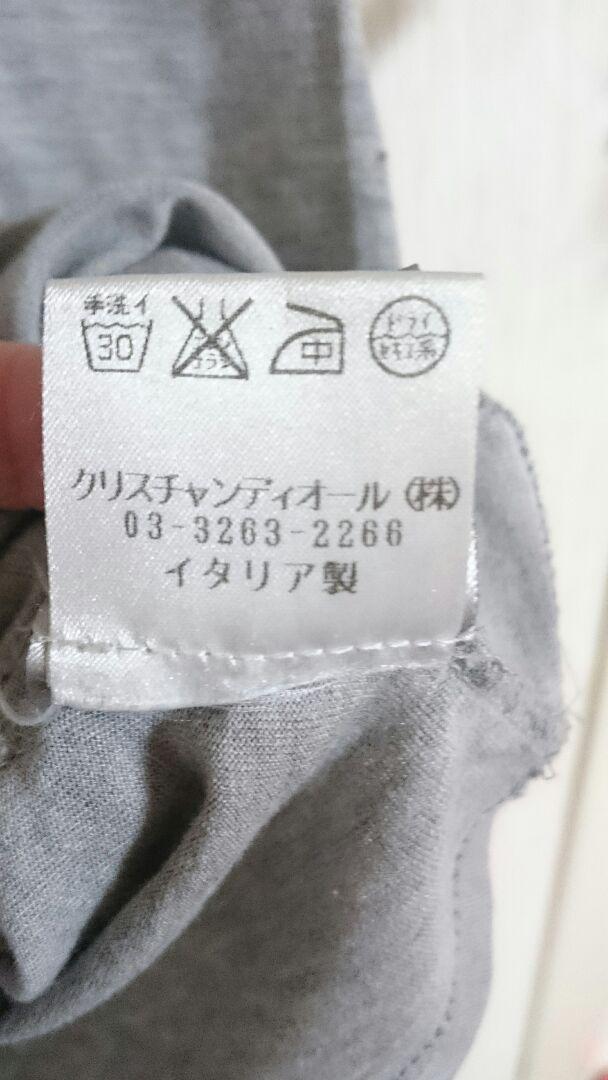 手洗イ
30
エンソ
サラシ
中
ドライ
セキユ系
クリスチャンディオール㈱
03-3263-2266
イタリア製